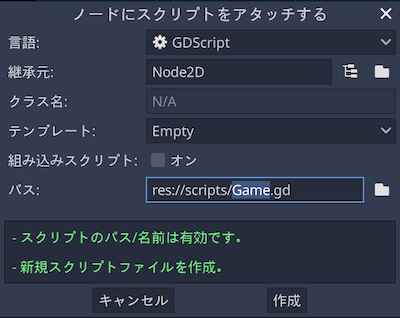 ノードにスクリプトをアタッチする
言語: GDScript
継承元: Node2D
クラス名: N/A
テンプレート: Empty
組み込みスクリプト: オン
パス: res://scripts/Game.gd
- スクリプトのパス/名前は有効です。
- 新規スクリプトファイルを作成。
キャンセル 作成